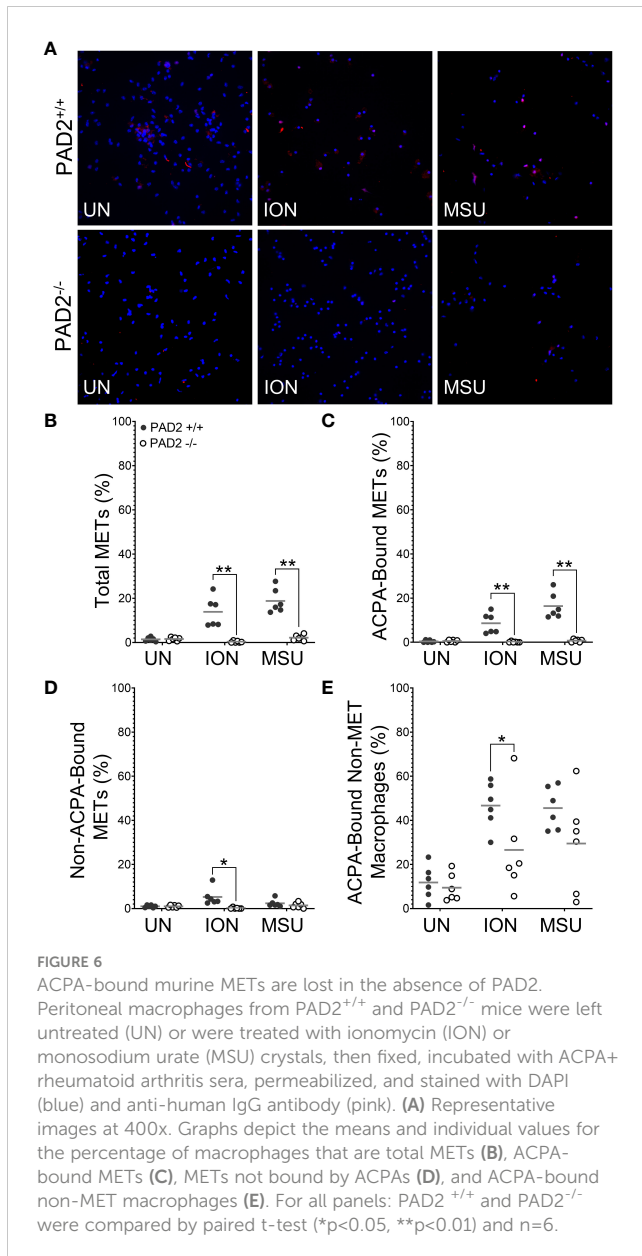 A
PAD2+/+
UN
ION
MSU
PAD2-/-
UN
ION
MSU
B
PAD2 +/+
PAD2 -/-
Total METs (%)
100
80
60
40
20
0
**
**
UN
ION
MSU
C
ACPA-Bound METs (%)
100
80
60
40
20
0
**
**
UN
ION
MSU
D
Non-ACPA-Bound
METs (%)
100
80
60
40
20
0
*
UN
ION
MSU
E
ACPA-Bound Non-MET
Macrophages (%)
100
80
60
40
20
0
*
UN
ION
MSU
FIGURE 6
ACPA-bound murine METs are lost in the absence of PAD2.
Peritoneal macrophages from PAD2+/+ and PAD2-/- mice were left
untreated (UN) or were treated with ionomycin (ION) or
monosodium urate (MSU) crystals, then fixed, incubated with ACPA+
rheumatoid arthritis sera, permeabilized, and stained with DAPI
(blue) and anti-human IgG antibody (pink). (A) Representative
images at 400x. Graphs depict the means and individual values for
the percentage of macrophages that are total METs (B), ACPA-
bound METs (C), METs not bound by ACPAs (D), and ACPA-bound
non-MET macrophages (E). For all panels: PAD2 +/+ and PAD2-/-
were compared by paired t-test (*p<0.05, **p<0.01) and n=6.